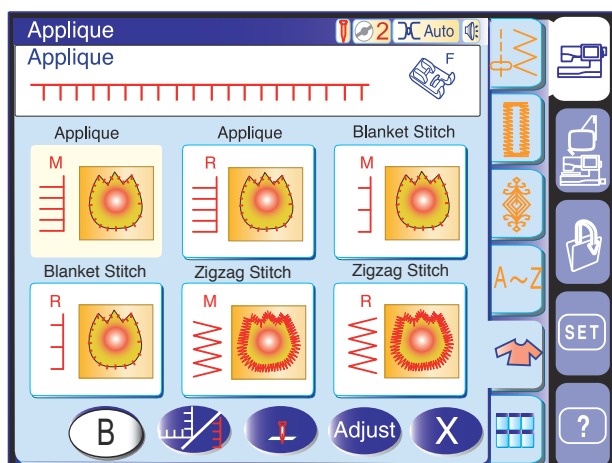 Applique
2
Auto
Applique
F
Applique
Applique
Blanket Stitch
M
R
M
Blanket Stitch
Zigzag Stitch
Zigzag Stitch
R
M
R
B
Adjust
X
A~Z
SET
?